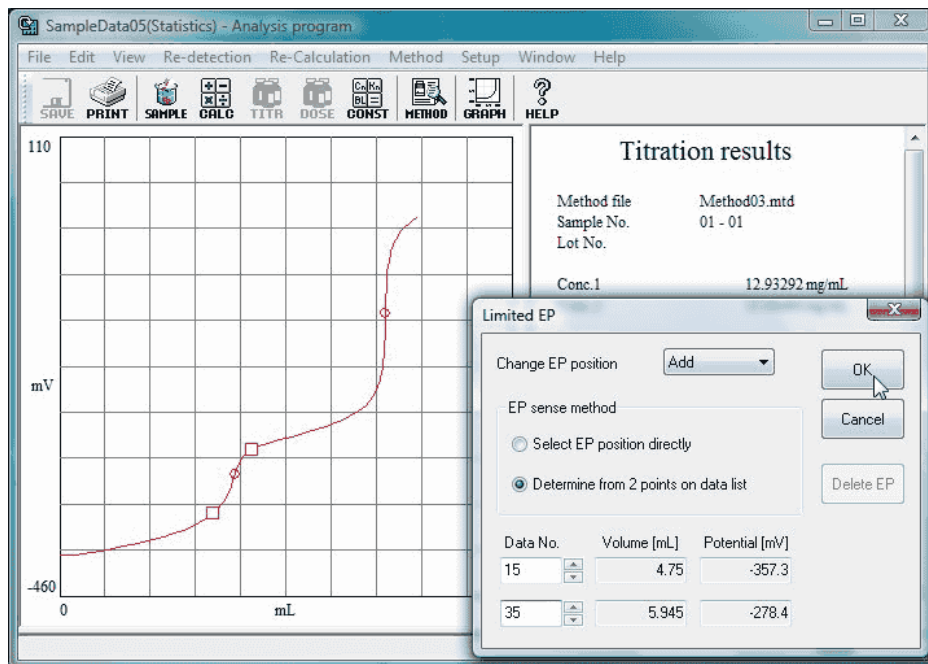 SampleData05(Statistics) - Analysis program
File Edit View Re-detection Re-Calculation Method Setup Window Help
SAVE PRINT SAMPLE CALC TITR DOSE CONST METHOD GRAPH HELP
110
mV
-460
0 mL
Titration results
Method file Method03.mtd
Sample No. 01 - 01
Lot No.
Conc.1 12.93292 mg/mL
Limited EP
Change EP position Add
OK
Cancel
EP sense method
Select EP position directly
Determine from 2 points on data list
Delete EP
Data No. Volume [mL] Potential [mV]
15 4.75 -357.3
35 5.945 -278.4